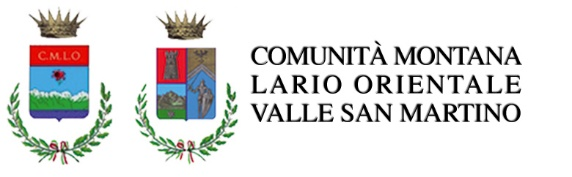 C.M.L.O
COMUNITÀ MONTANA
LARIO ORIENTALE
VALLE SAN MARTINO